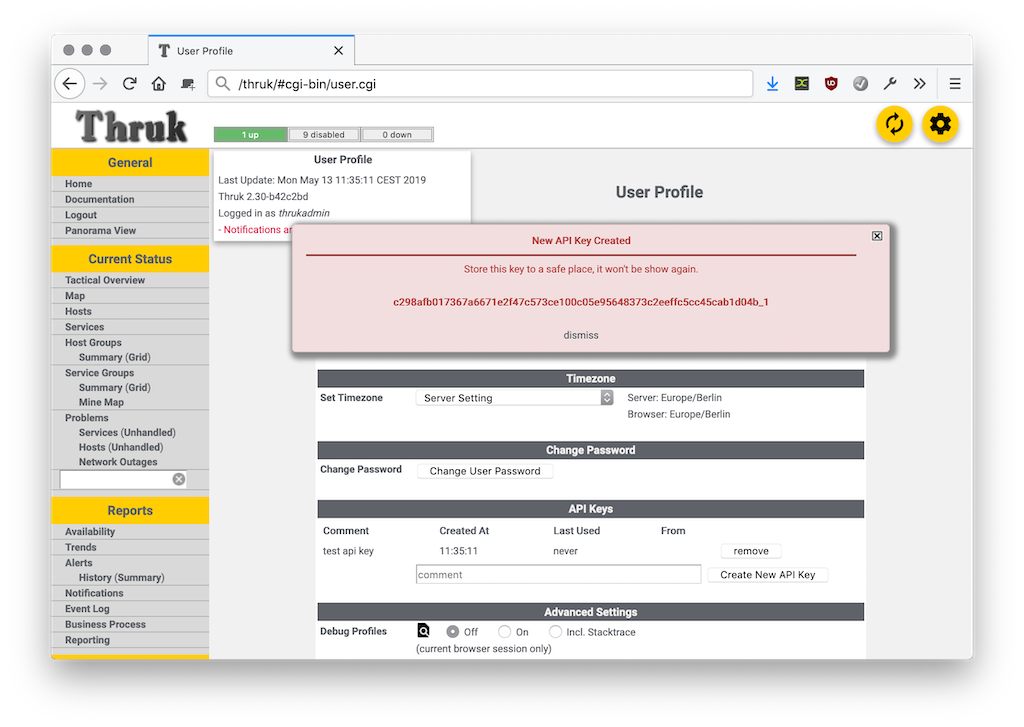 User Profile
/thruk/#cgi-bin/user.cgi
Thruk
1 up
9 disabled
0 down
General
Home
Documentation
Logout
Panorama View
Current Status
Tactical Overview
Map
Hosts
Services
Host Groups
Summary (Grid)
Service Groups
Summary (Grid)
Mine Map
Problems
Services (Unhandled)
Hosts (Unhandled)
Network Outages
Reports
Availability
Trends
Alerts
History (Summary)
Notifications
Event Log
Business Process
Reporting
User Profile
Last Update: Mon May 13 11:35:11 CEST 2019
Thruk 2.30-b42c2bd
Logged in as thrukadmin
- Notifications
User Profile
New API Key Created
Store this key to a safe place, it won't be show again.
c298afb017367a6671e2f47c573ce100c05e95648373c2eeffc5cc45cab1d04b_1
dismiss
Timezone
Set Timezone
Server Setting
Server: Europe/Berlin
Browser: Europe/Berlin
Change Password
Change Password
Change User Password
API Keys
Comment Created At Last Used From
test api key 11:35:11 never remove
comment
Create New API Key
Advanced Settings
Debug Profiles
Off
On
Incl. Stacktrace
(current browser session only)